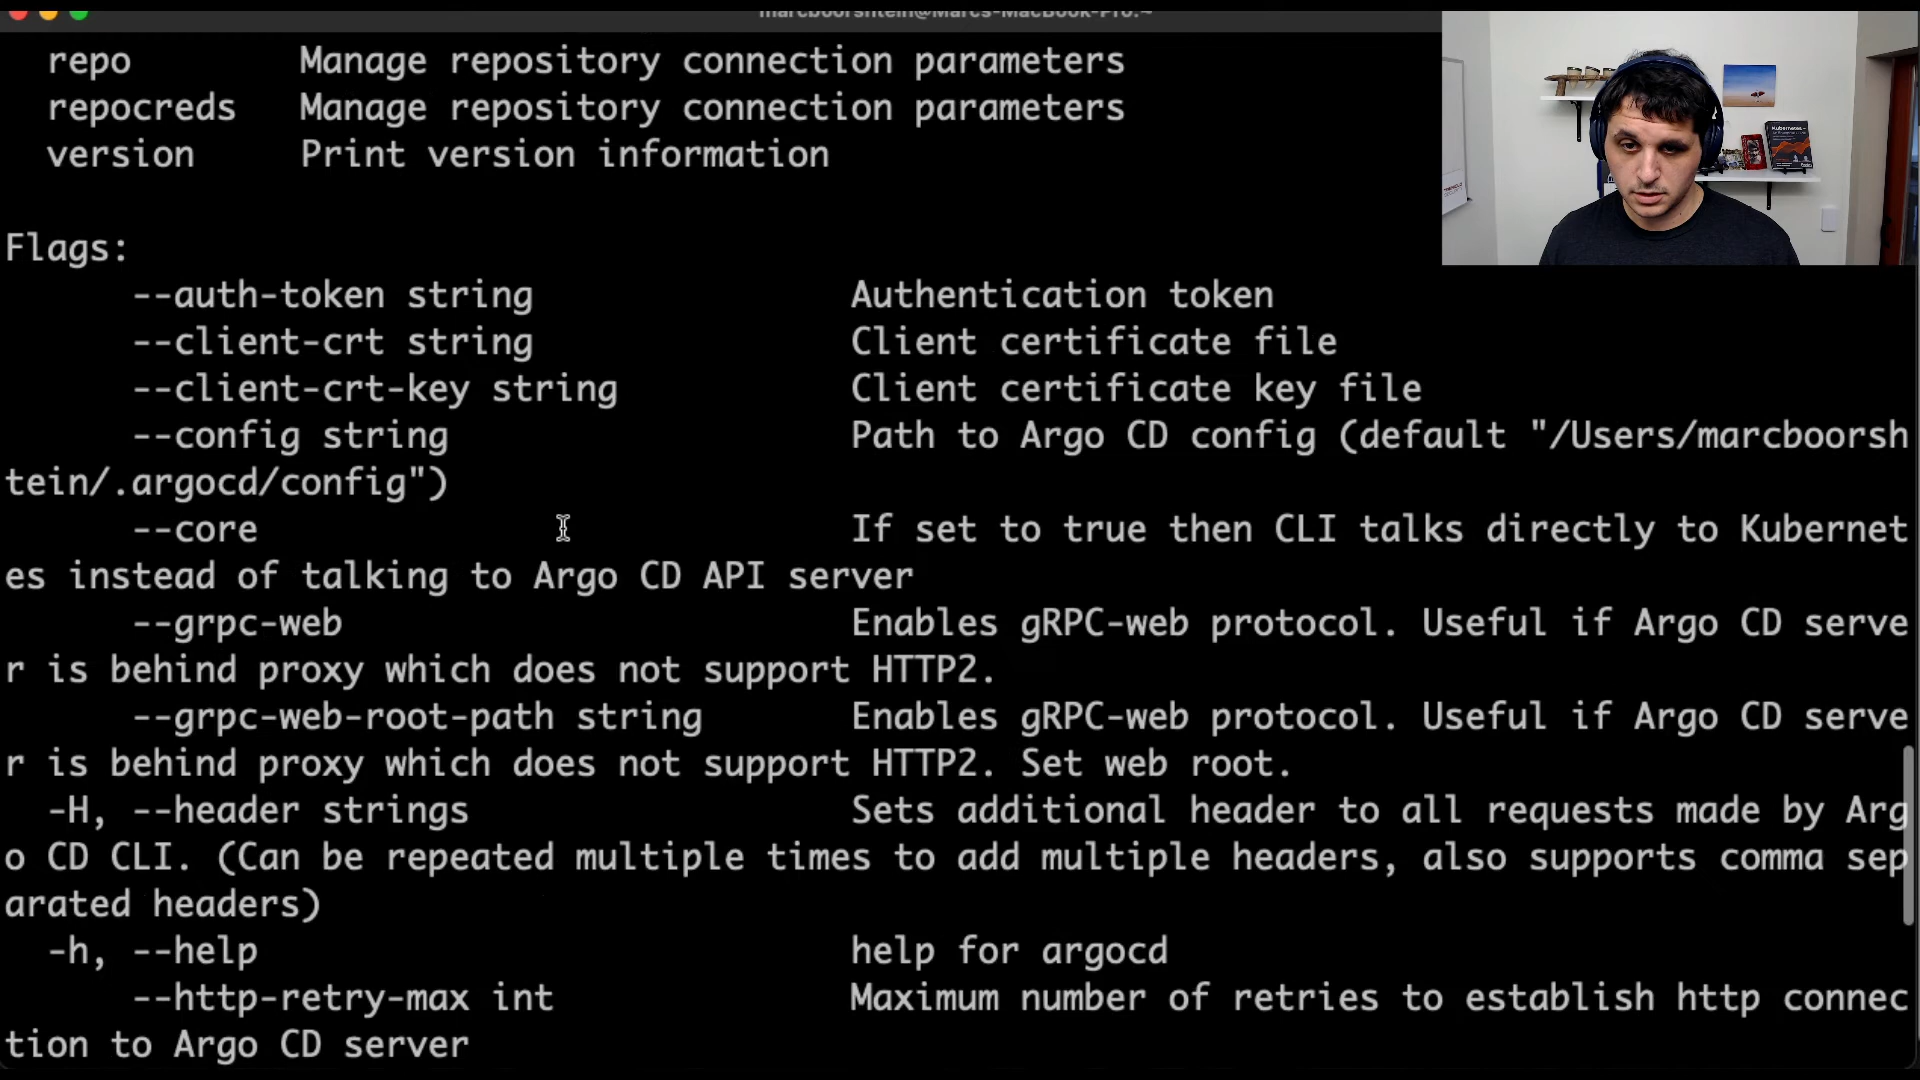 marcboorshtein@Marcs-MacBook-Pro:~
repo Manage repository connection parameters
repocreds Manage repository connection parameters
version Print version information
Flags:
--auth-token string Authentication token
--client-crt string Client certificate file
--client-crt-key string Client certificate key file
--config string Path to Argo CD config (default "/Users/marcboorsh
tein/.argocd/config")
--core If set to true then CLI talks directly to Kubernet
es instead of talking to Argo CD API server
--grpc-web Enables gRPC-web protocol. Useful if Argo CD serve
r is behind proxy which does not support HTTP2.
--grpc-web-root-path string Enables gRPC-web protocol. Useful if Argo CD serve
r is behind proxy which does not support HTTP2. Set web root.
-H, --header strings Sets additional header to all requests made by Arg
o CD CLI. (Can be repeated multiple times to add multiple headers, also supports comma sep
arated headers)
-h, --help help for argocd
--http-retry-max int Maximum number of retries to establish http connec
tion to Argo CD server
Kubernetes